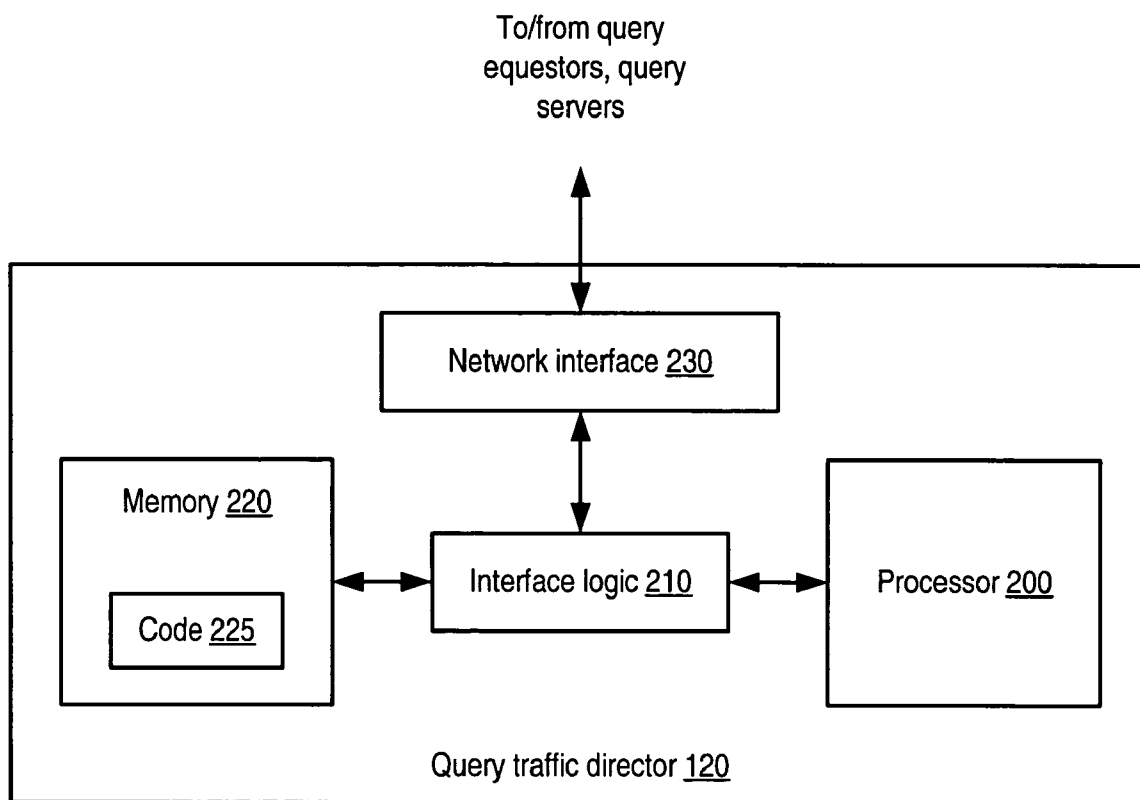 To/from query
equestors, query
servers
Network interface 230
Memory 220
Interface logic 210
Processor 200
Code 225
Query traffic director 120